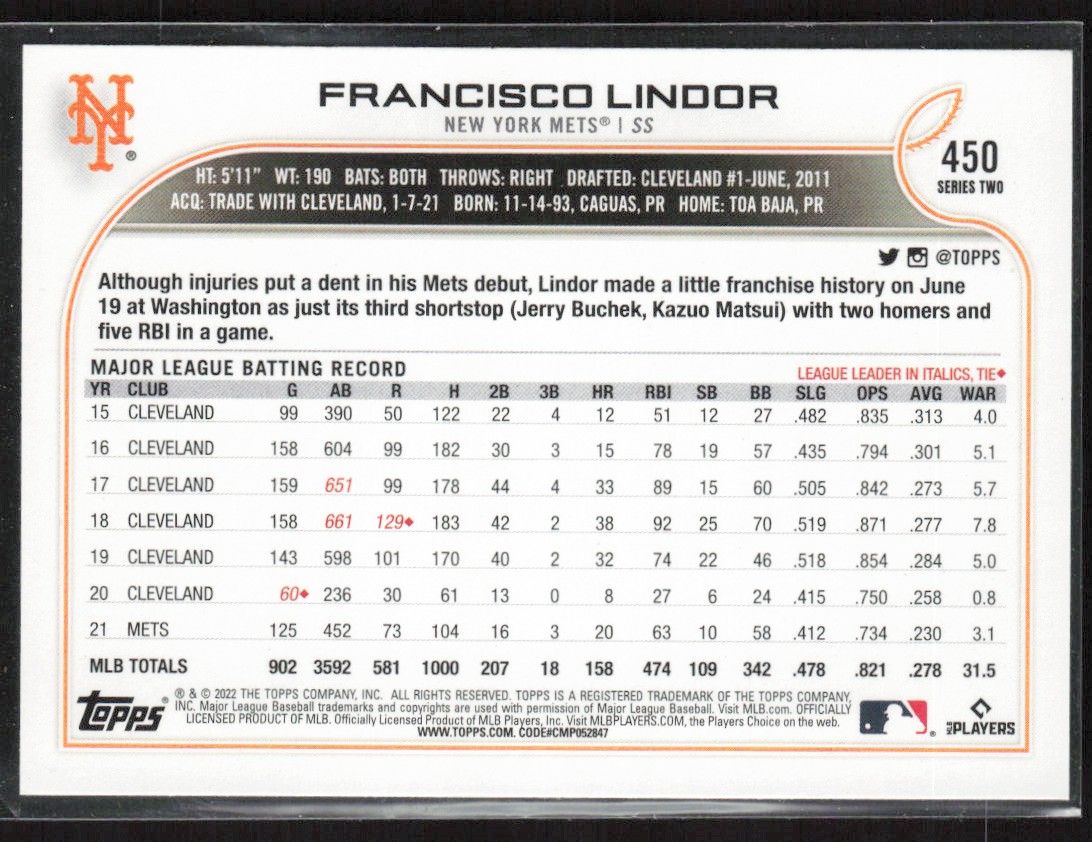 NY ®
FRANCISCO LINDOR
NEW YORK METS® | SS
450
SERIES TWO
HT: 5'11" WT: 190 BATS: BOTH THROWS: RIGHT DRAFTED: CLEVELAND #1-JUNE, 2011
ACQ: TRADE WITH CLEVELAND, 1-7-21 BORN: 11-14-93, CAGUAS, PR HOME: TOA BAJA, PR
@TOPPS
Although injuries put a dent in his Mets debut, Lindor made a little franchise history on June
19 at Washington as just its third shortstop (Jerry Buchek, Kazuo Matsui) with two homers and
five RBI in a game.
MAJOR LEAGUE BATTING RECORD LEAGUE LEADER IN ITALICS, TIE♦
YR CLUB G AB R H 2B 3B HR RBI SB BB SLG OPS AVG WAR
15 CLEVELAND 99 390 50 122 22 4 12 51 12 27 .482 .835 .313 4.0
16 CLEVELAND 158 604 99 182 30 3 15 78 19 57 .435 .794 .301 5.1
17 CLEVELAND 159 651 99 178 44 4 33 89 15 60 .505 .842 .273 5.7
18 CLEVELAND 158 661 129♦ 183 42 2 38 92 25 70 .519 .871 .277 7.8
19 CLEVELAND 143 598 101 170 40 2 32 74 22 46 .518 .854 .284 5.0
20 CLEVELAND 60♦ 236 30 61 13 0 8 27 6 24 .415 .750 .258 0.8
21 METS 125 452 73 104 16 3 20 63 10 58 .412 .734 .230 3.1
MLB TOTALS 902 3592 581 1000 207 18 158 474 109 342 .478 .821 .278 31.5
Topps®
® & © 2022 THE TOPPS COMPANY, INC. ALL RIGHTS RESERVED. TOPPS IS A REGISTERED TRADEMARK OF THE TOPPS COMPANY,
INC. Major League Baseball trademarks and copyrights are used with permission of Major League Baseball. Visit MLB.com. OFFICIALLY
LICENSED PRODUCT OF MLB. Officially Licensed Product of MLB Players, Inc. Visit MLBPLAYERS.COM, the Players Choice on the web.
WWW.TOPPS.COM. CODE#CMP052847
®
MLB PLAYERS